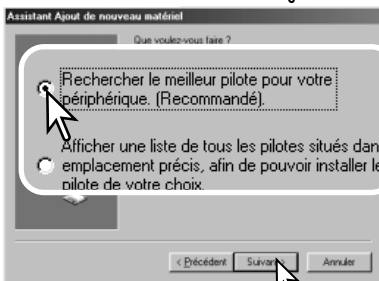 Assistant Ajout de nouveau matériel
Que voulez-vous faire ?
Rechercher le meilleur pilote pour votre
périphérique. (Recommandé).
Afficher une liste de tous les pilotes situés dan
emplacement précis, afin de pouvoir installer le
pilote de votre choix.
< Précédent Suivant > Annuler